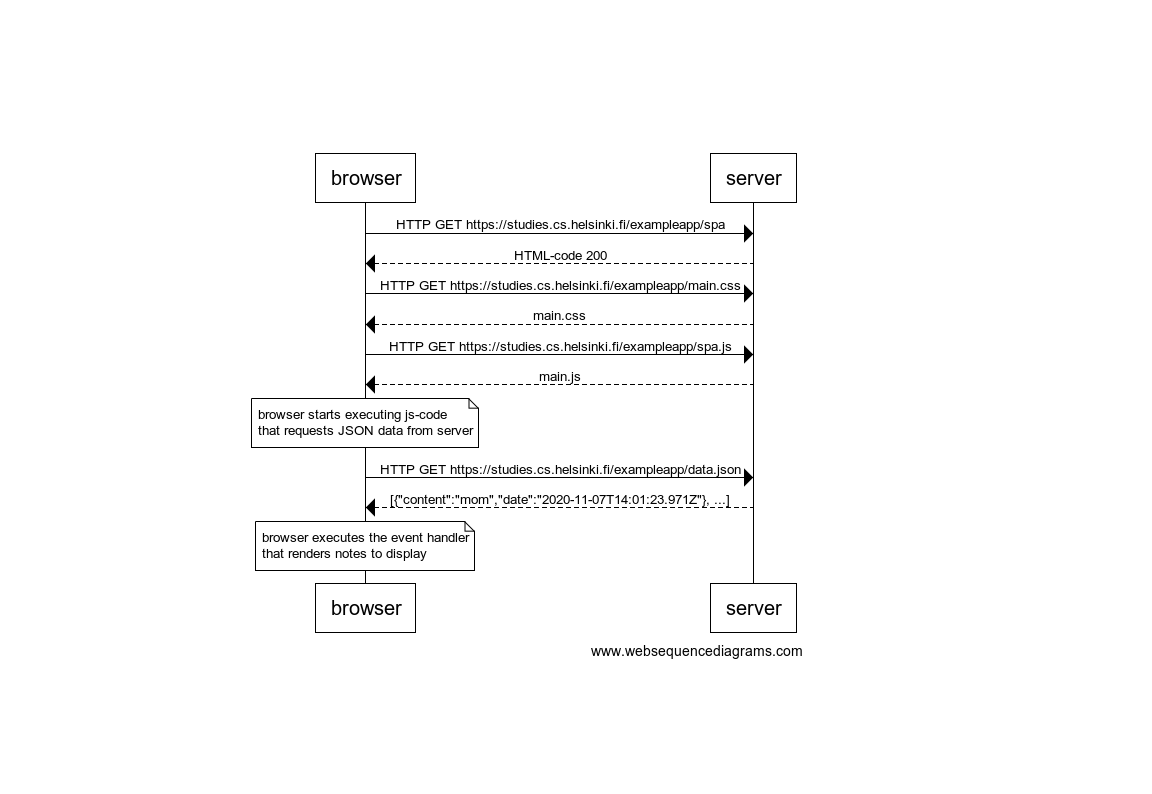 browser
server
HTTP GET https://studies.cs.helsinki.fi/exampleapp/spa
HTML-code 200
HTTP GET https://studies.cs.helsinki.fi/exampleapp/main.css
main.css
HTTP GET https://studies.cs.helsinki.fi/exampleapp/spa.js
main.js
browser starts executing js-code
that requests JSON data from server
HTTP GET https://studies.cs.helsinki.fi/exampleapp/data.json
[{"content":"mom","date":"2020-11-07T14:01:23.971Z"}, ...]
browser executes the event handler
that renders notes to display
browser
server
www.websequencediagrams.com